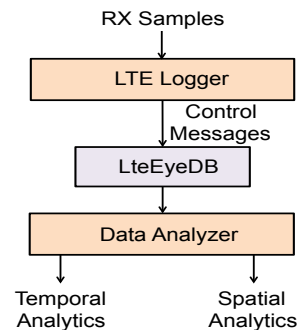 RX Samples
LTE Logger
Control
Messages
LteEyeDB
Data Analyzer
Temporal
Analytics
Spatial
Analytics